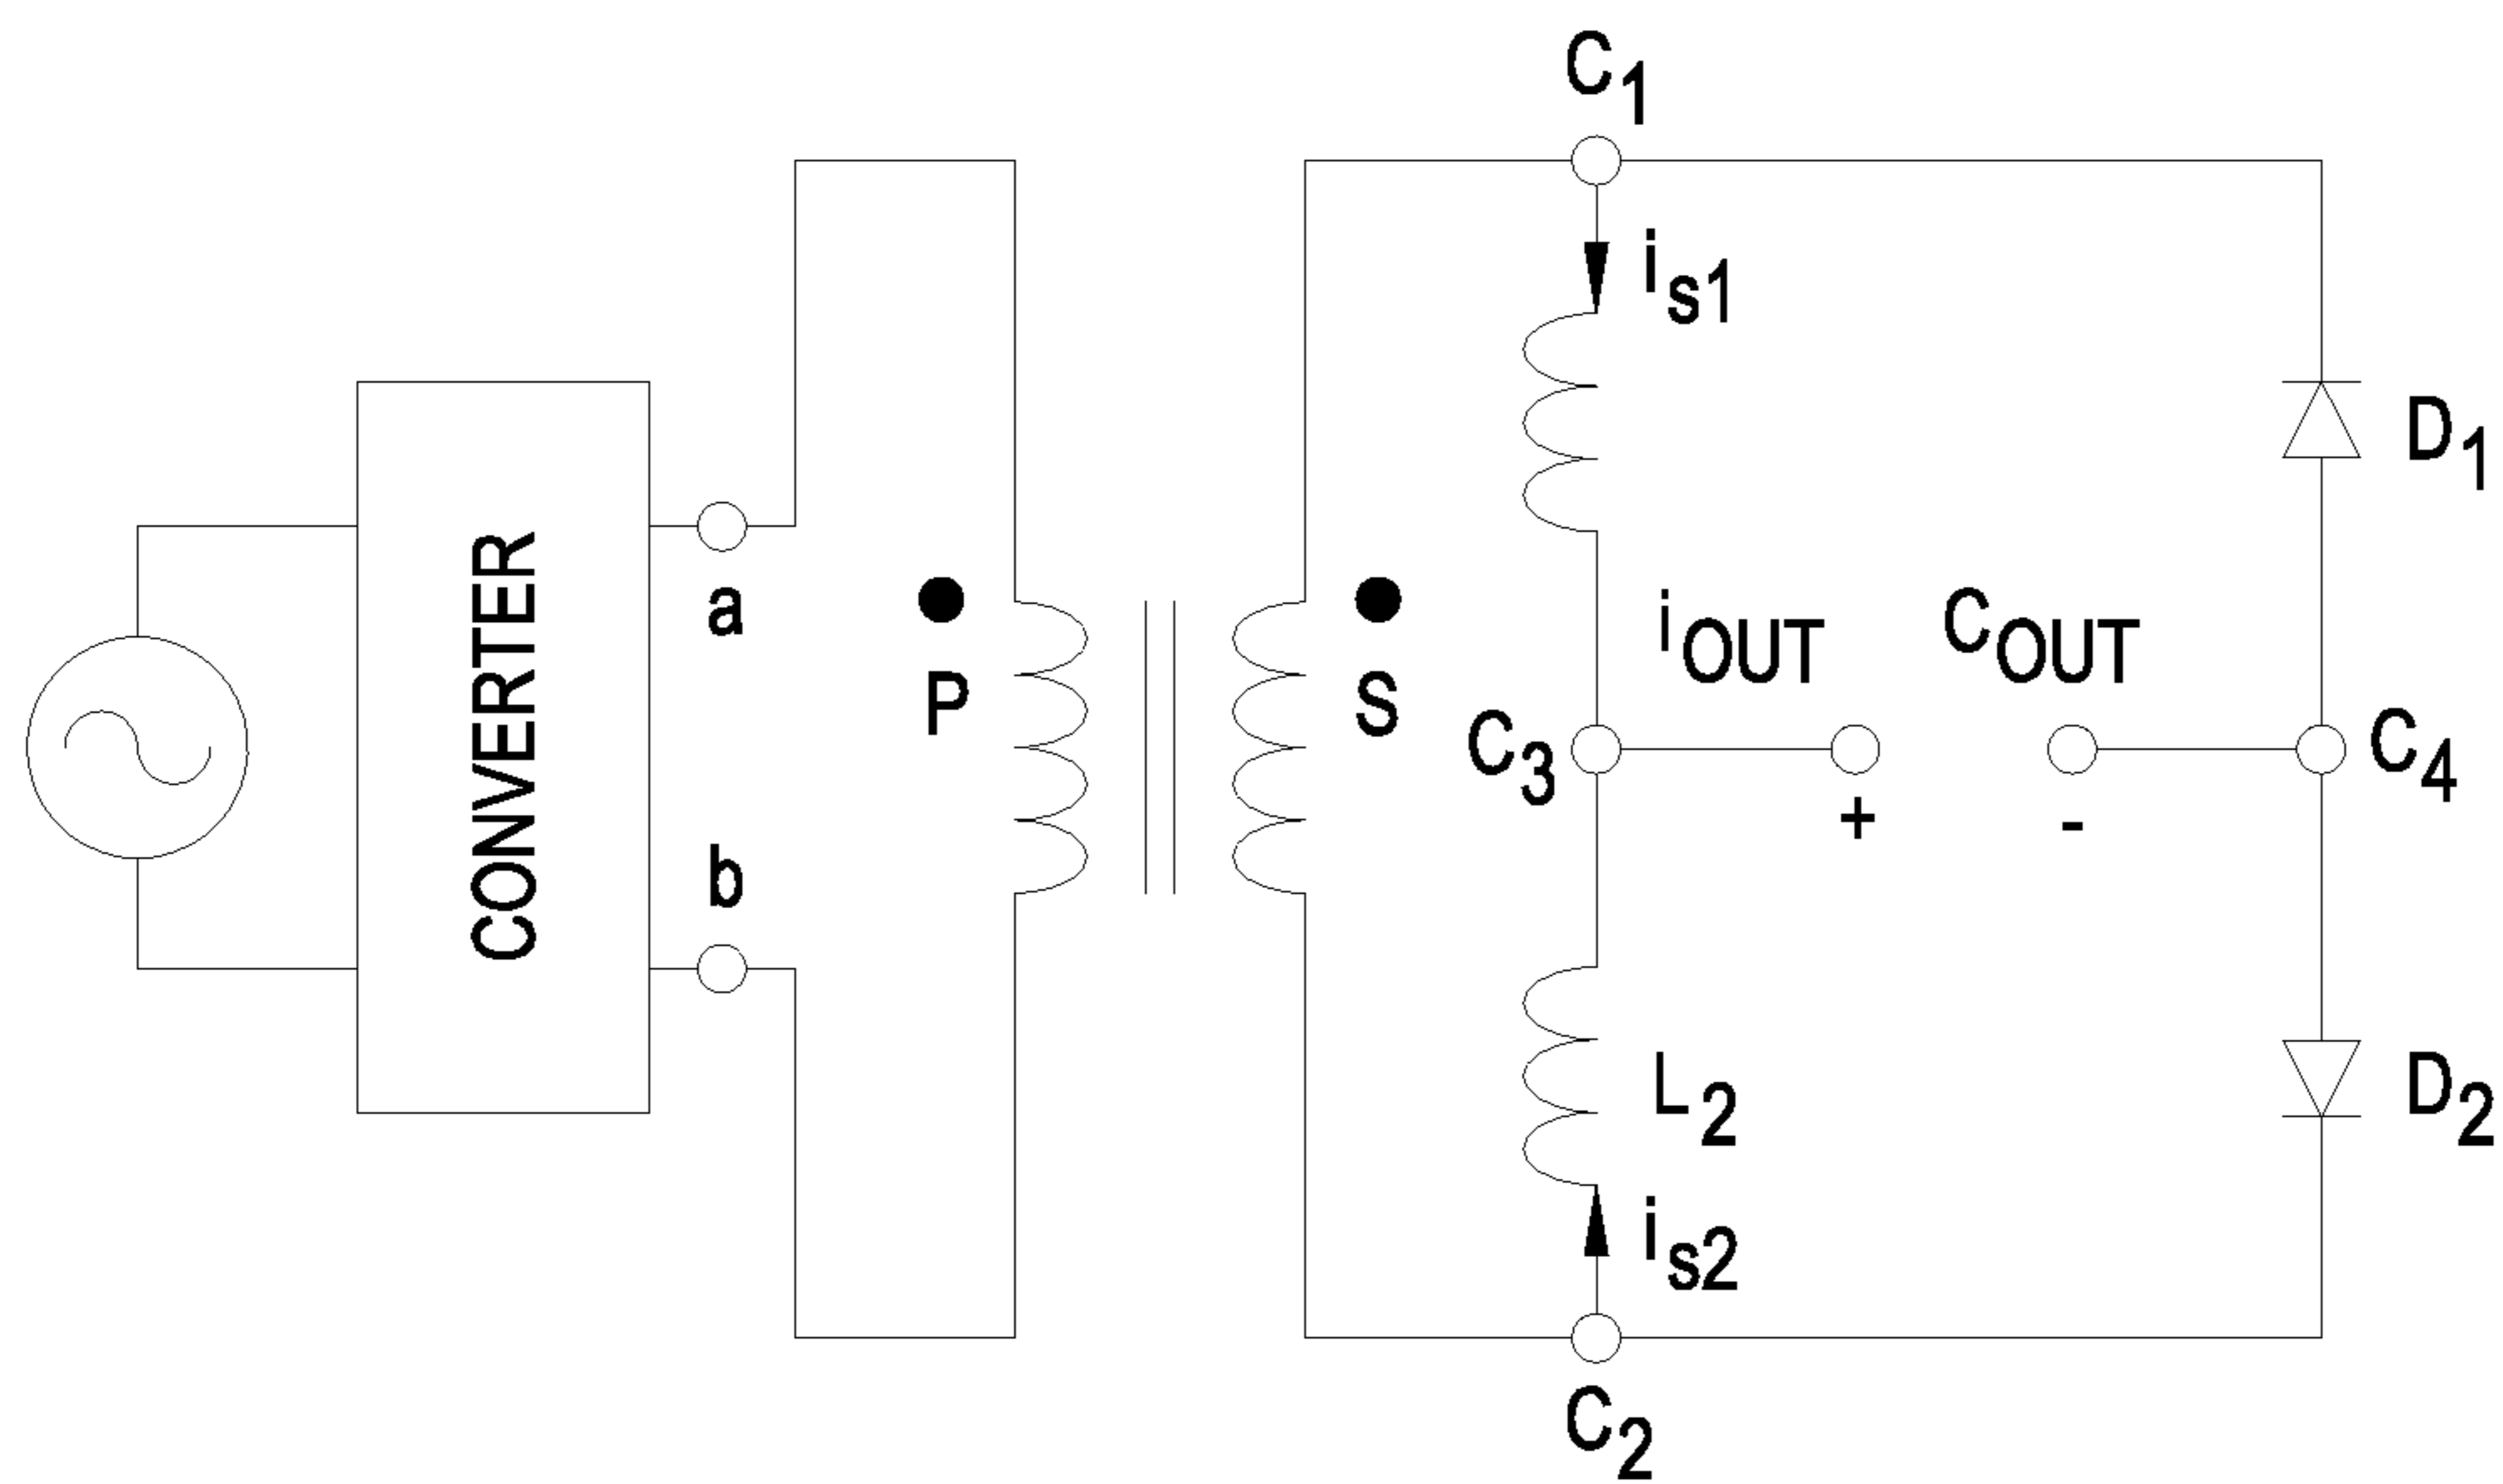 C1
is1
D1
a
iOUT
COUT
P
S
C3
C4
+
-
CONVERTER
b
L2
D2
is2
C2